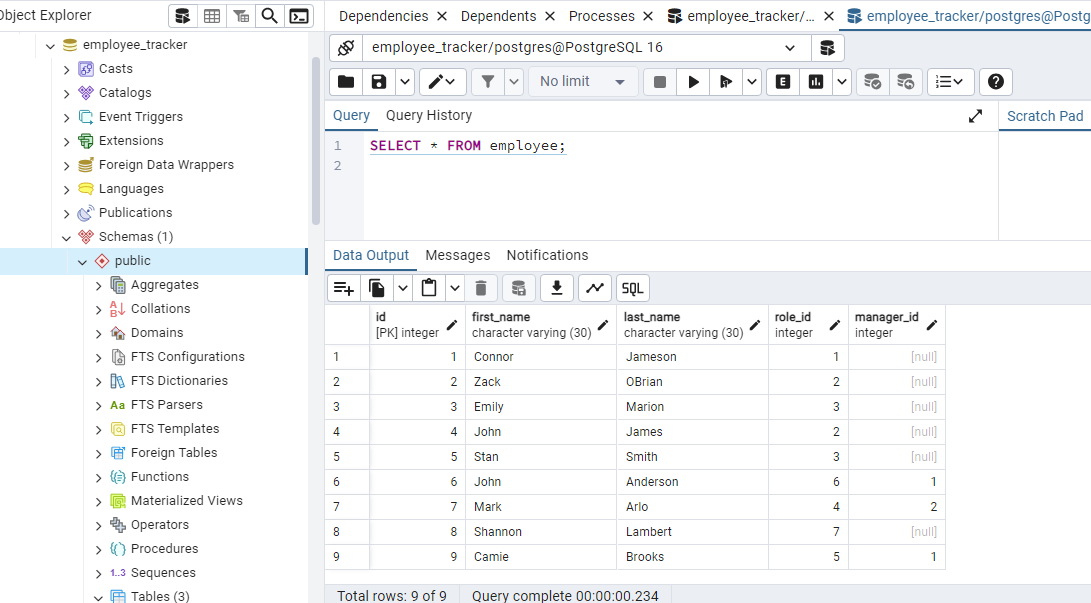 Object Explorer
Dependencies
Dependents
Processes
employee_tracker/...
employee_tracker/postgres@Postg
employee_tracker
Casts
Catalogs
Event Triggers
Extensions
Foreign Data Wrappers
Languages
Publications
Schemas (1)
public
Aggregates
Collations
Domains
FTS Configurations
FTS Dictionaries
Aa FTS Parsers
FTS Templates
Foreign Tables
Functions
Materialized Views
Operators
Procedures
1..3 Sequences
Tables (3)
employee_tracker/postgres@PostgreSQL 16
No limit
E
Query Query History
Scratch Pad
1 SELECT * FROM employee;
2
Data Output Messages Notifications
SQL
id first_name last_name role_id manager_id
[PK] integer character varying (30) character varying (30) integer integer
1 1 Connor Jameson 1 [null]
2 2 Zack OBrian 2 [null]
3 3 Emily Marion 3 [null]
4 4 John James 2 [null]
5 5 Stan Smith 3 [null]
6 6 John Anderson 6 1
7 7 Mark Arlo 4 2
8 8 Shannon Lambert 7 [null]
9 9 Camie Brooks 5 1
Total rows: 9 of 9 Query complete 00:00:00.234